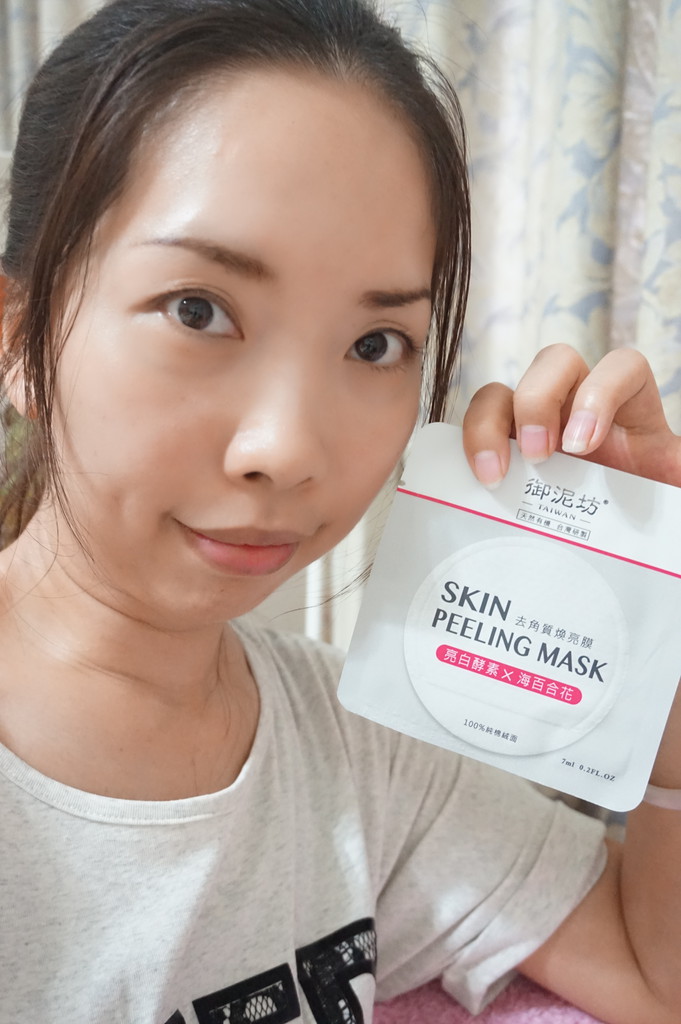 御泥坊®
TAIWAN
天然有機 台灣研製
SKIN 去角質煥亮膜
PEELING MASK
亮白酵素×海百合花
100%純棉絨面
7ml 0.2FL.OZ